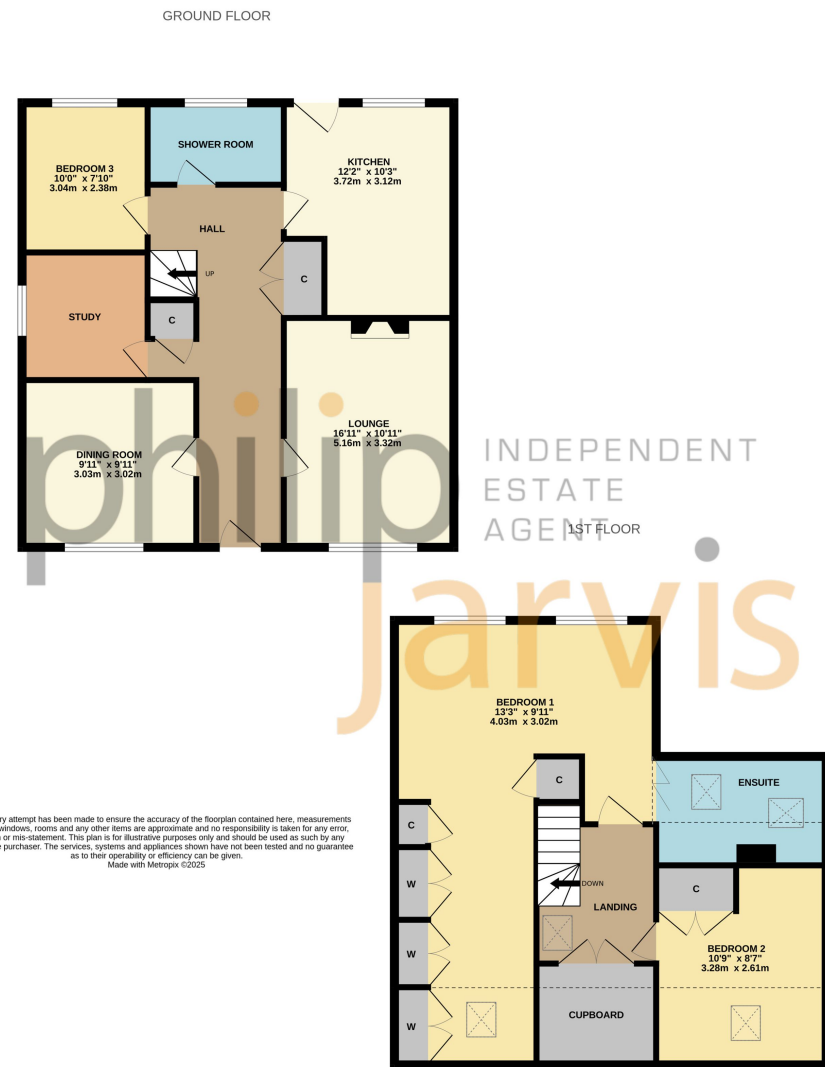 GROUND FLOOR
SHOWER ROOM
BEDROOM 3
10'0" x 7'10"
3.04m x 2.38m
KITCHEN
12'2" x 10'3"
3.72m x 3.12m
HALL
UP
C
STUDY
C
LOUNGE
16'11" x 10'11"
5.16m x 3.32m
DINING ROOM
9'11" x 9'11"
3.03m x 3.02m
philip
jarvis
INDEPENDENT
ESTATE
AGENT
1ST FLOOR
BEDROOM 1
13'3" x 9'11"
4.03m x 3.02m
C
ENSUITE
C
W
DOWN
C
LANDING
W
BEDROOM 2
10'9" x 8'7"
3.28m x 2.61m
CUPBOARD
W
attempt has been made to ensure the accuracy of the floorplan contained here, measurements
windows, rooms and any other items are approximate and no responsibility is taken for any error,
or mis-statement. This plan is for illustrative purposes only and should be used as such by any
purchaser. The services, systems and appliances shown have not been tested and no guarantee
as to their operability or efficiency can be given.
Made with Metropix ©2025